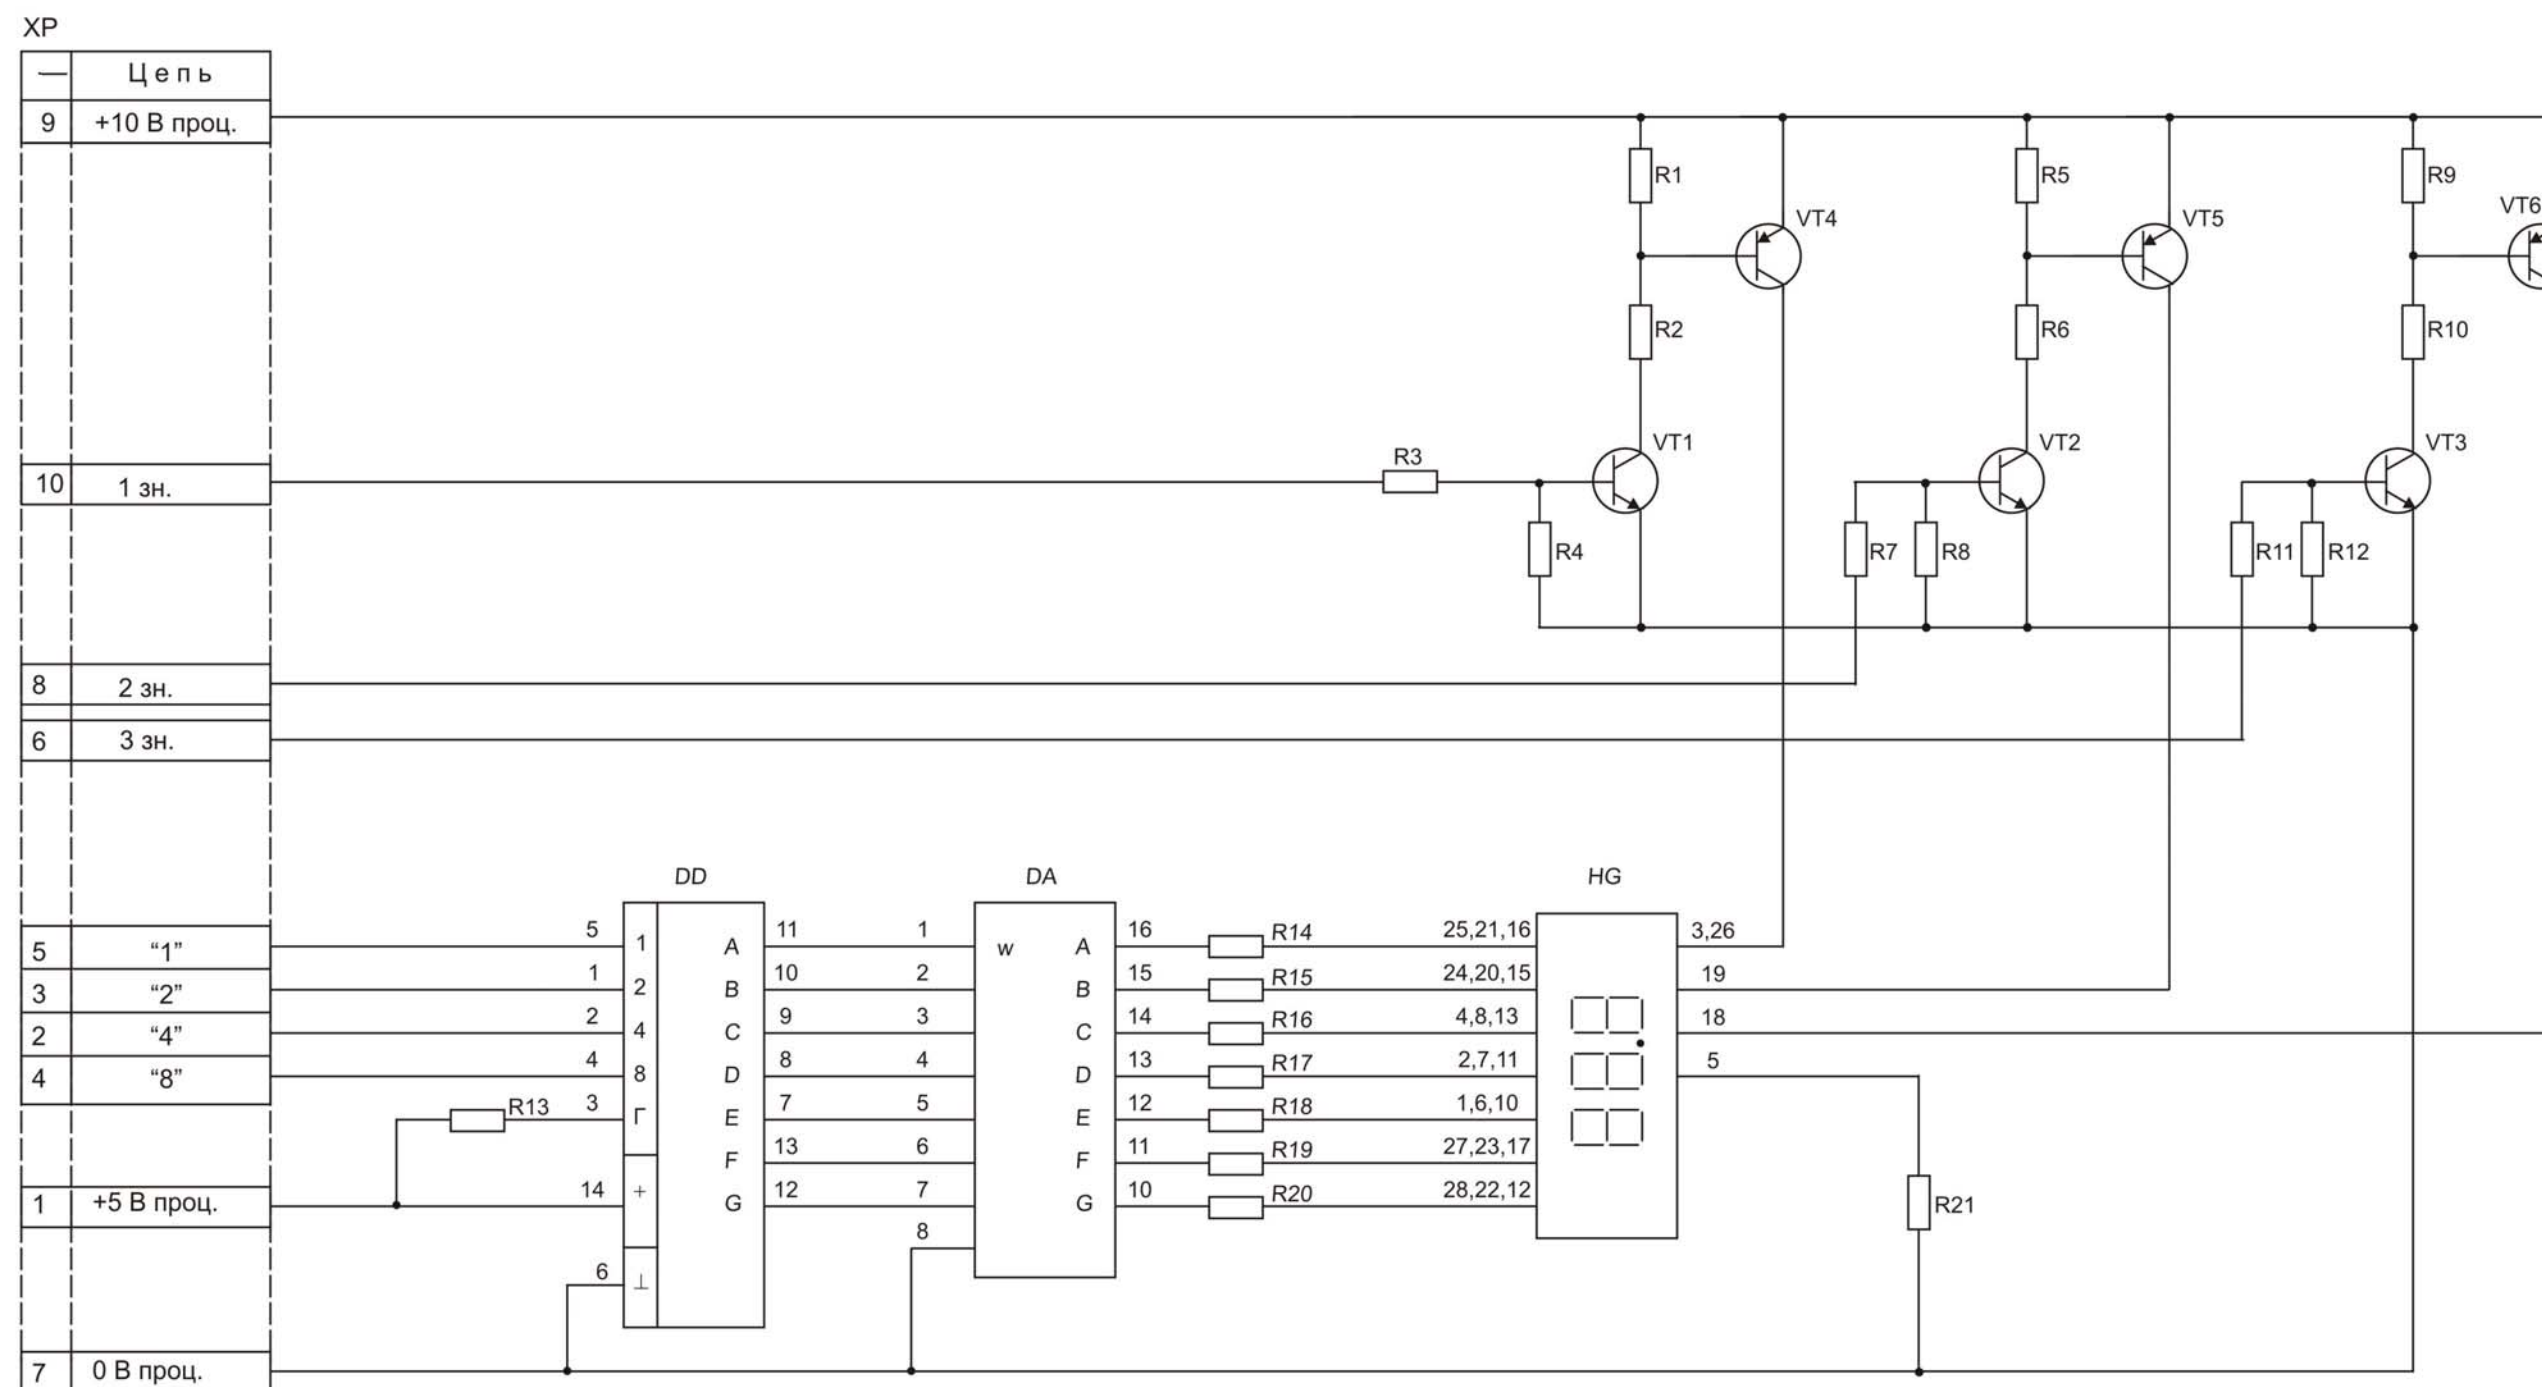 XP
— Цепь
9 +10 В проц.
R1
R5
R9
VT4
VT5
VT6
R2
R6
R10
VT1
VT2
VT3
R3
10 1 зн.
R4
R7
R8
R11
R12
8 2 зн.
6 3 зн.
DD
DA
HG
5 “1” 5 1 A 11 1 w A 16 R14 25,21,16 3,26
3 “2” 1 2 B 10 2 B 15 R15 24,20,15 19
2 “4” 2 4 C 9 3 C 14 R16 4,8,13 18
4 “8” 4 8 D 8 4 D 13 R17 2,7,11 5
R13 3 Г E 7 5 E 12 R18 1,6,10
F 13 6 F 11 R19 27,23,17
1 +5 В проц. 14 + G 12 7 G 10 R20 28,22,12
R21
8
6 ⊥
7 0 В проц.